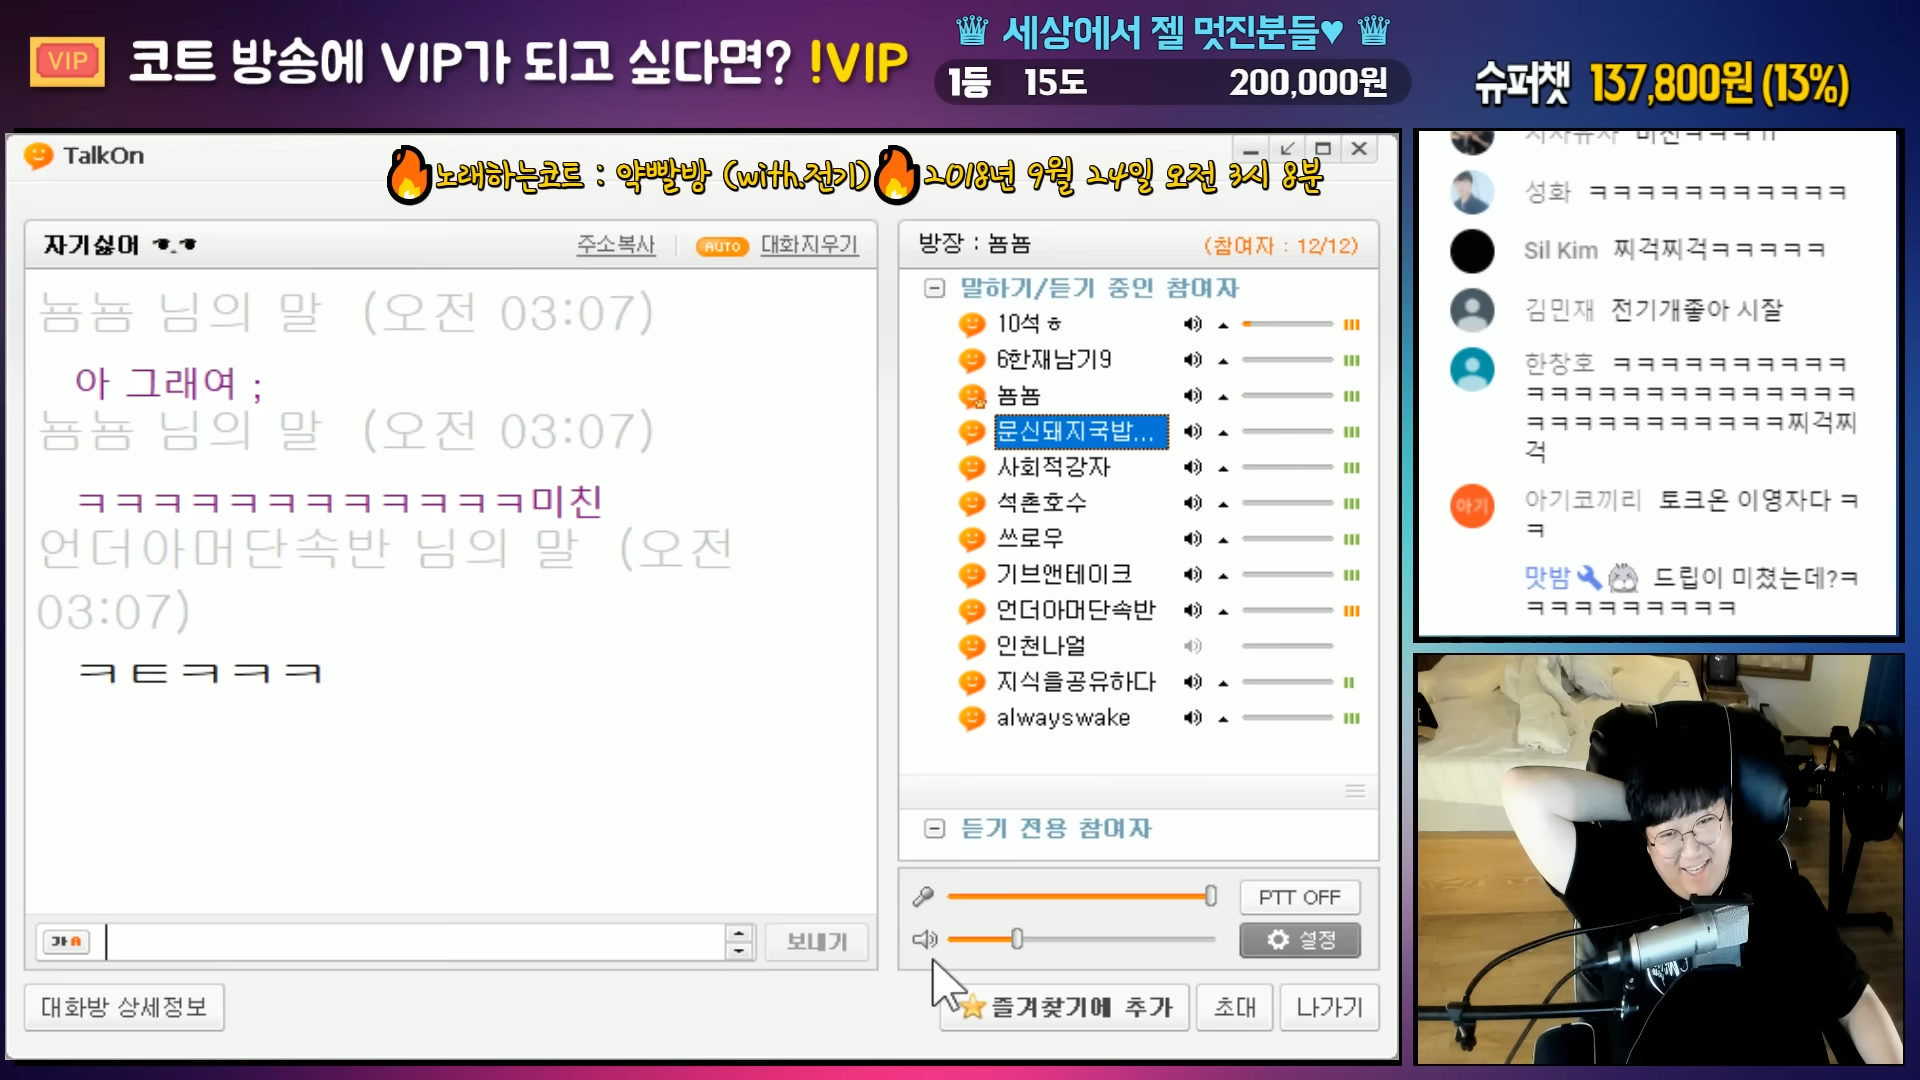 VIP 코트 방송에 VIP가 되고 싶다면? !VIP
세상에서 젤 멋진분들♥
1등 15도 200,000원
슈퍼챗 137,800원 (13%)
TalkOn
노래하는코트 : 약빨방 (with.전기) 2018년 9월 24일 오전 3시 8분
자기싫어
주소복사
AUTO 대화지우기
뇸뇸 님의 말 (오전 03:07)
아 그래여 ;
뇸뇸 님의 말 (오전 03:07)
ㅋㅋㅋㅋㅋㅋㅋㅋㅋㅋㅋㅋ미친
언더아머단속반 님의 말 (오전
03:07)
ㅋㅌㅋㅋㅋ
가A
보내기
대화방 상세정보
방장 : 뇸뇸
(참여자 : 12/12)
말하기/듣기 중인 참여자
10석 ㅎ
6한재남기9
뇸뇸
문신돼지국밥...
사회적강자
석촌호수
쓰로우
기브앤테이크
언더아머단속반
인천나얼
지식을공유하다
alwayswake
듣기 전용 참여자
PTT OFF
설정
즐겨찾기에 추가
초대
나가기
성화 ㅋㅋㅋㅋㅋㅋㅋㅋㅋㅋㅋ
Sil Kim 찌걱찌걱ㅋㅋㅋㅋㅋ
김민재 전기개좋아 시잘
한창호 ㅋㅋㅋㅋㅋㅋㅋㅋㅋㅋ
ㅋㅋㅋㅋㅋㅋㅋㅋㅋㅋㅋㅋㅋㅋ
ㅋㅋㅋㅋㅋㅋㅋㅋㅋㅋㅋ찌걱찌
걱
아기 아기코끼리 토크온 이영자다 ㅋ
ㅋ
맛밤 드립이 미쳤는데?ㅋ
ㅋㅋㅋㅋㅋㅋㅋㅋㅋ